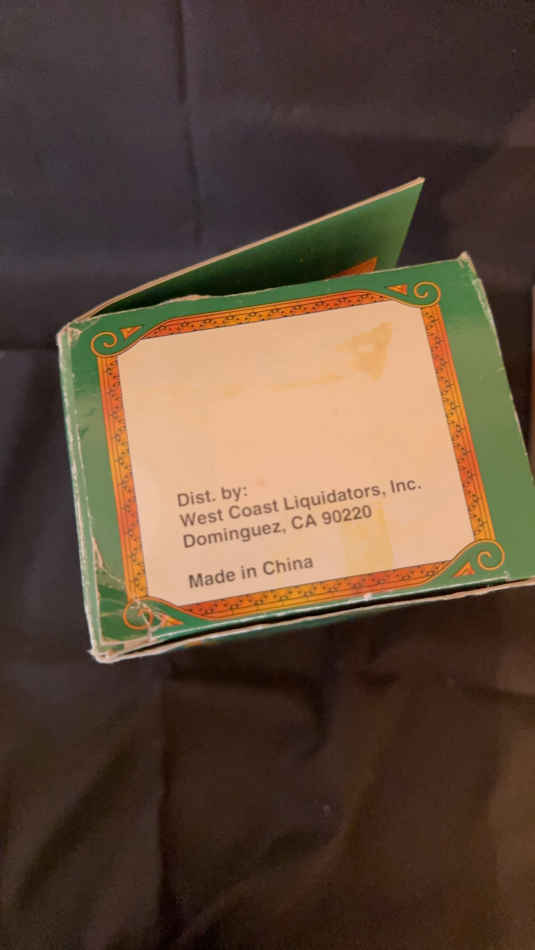 Dist. by:
West Coast Liquidators, Inc.
Dominguez, CA 90220
Made in China